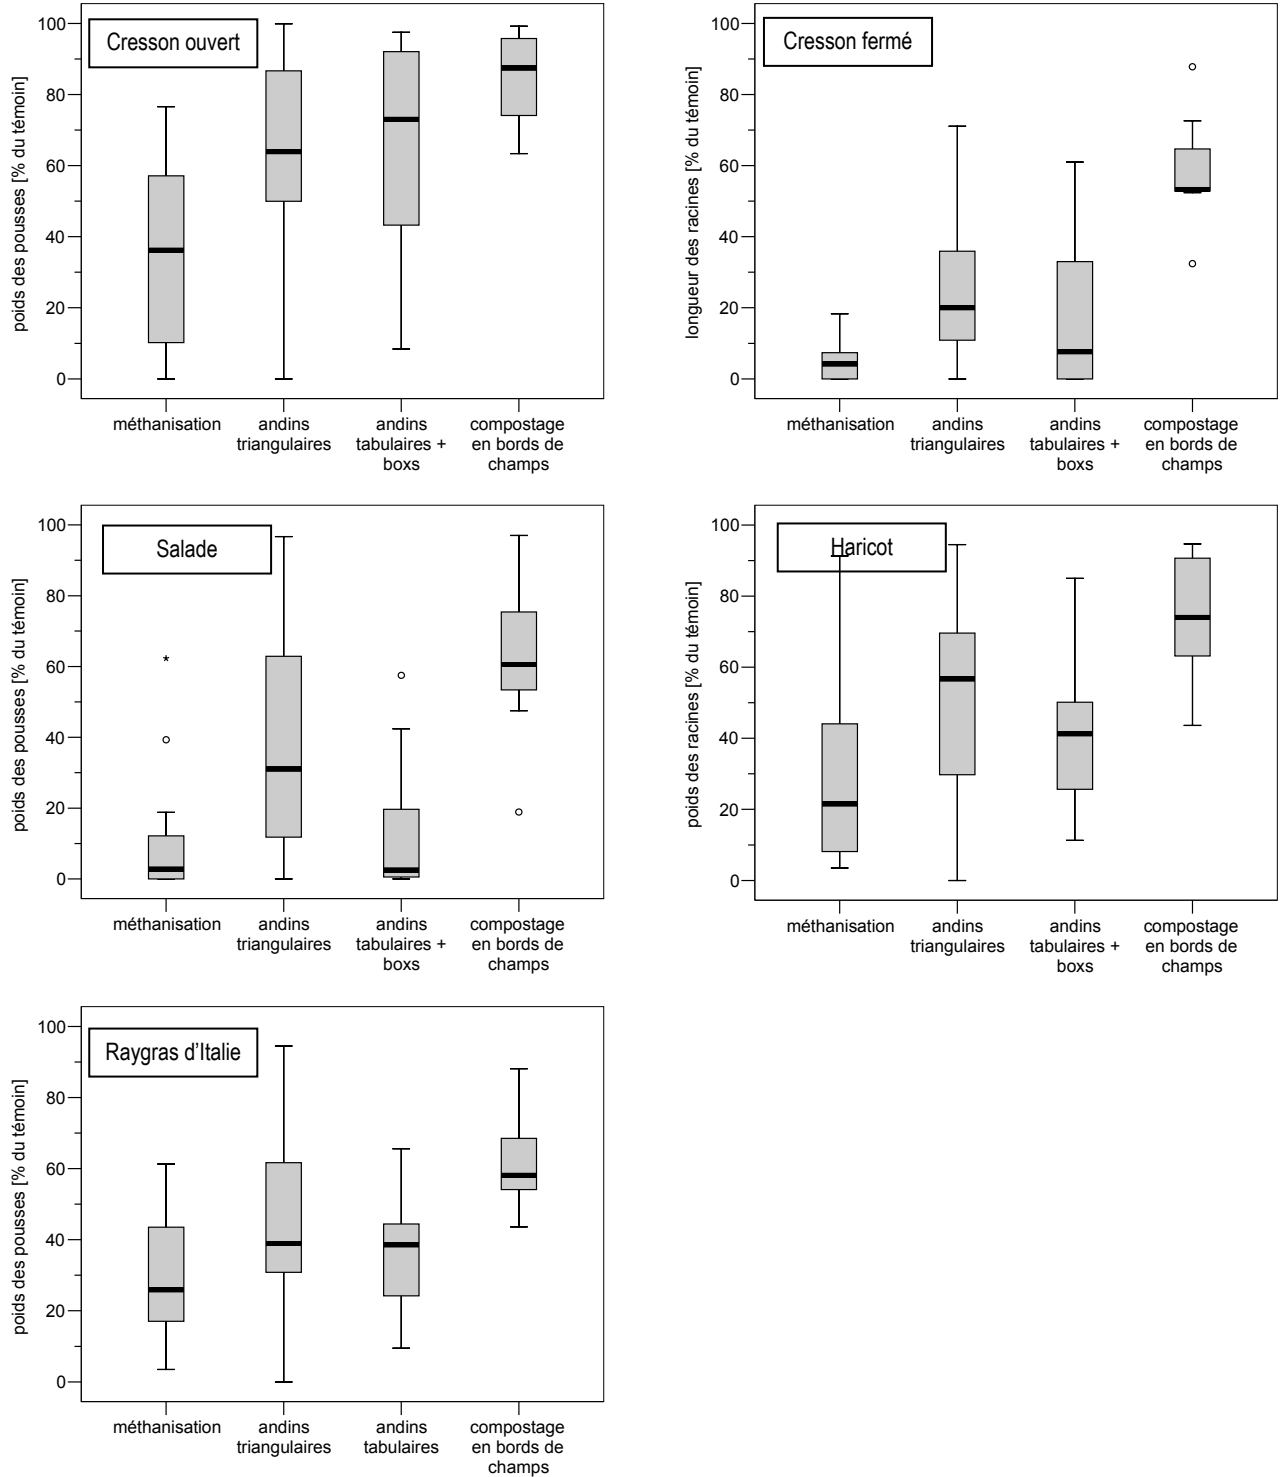 Cresson ouvert
poids des pousses [% du témoin]
100
80
60
40
20
0
méthanisation
andins
triangulaires
andins
tabulaires +
boxs
compostage
en bords de
champs
Cresson fermé
longueur des racines [% du témoin]
100
80
60
40
20
0
méthanisation
andins
triangulaires
andins
tabulaires +
boxs
compostage
en bords de
champs
Salade
poids des pousses [% du témoin]
100
80
60
40
20
0
méthanisation
andins
triangulaires
andins
tabulaires +
boxs
compostage
en bords de
champs
Haricot
poids des racines [% du témoin]
100
80
60
40
20
0
méthanisation
andins
triangulaires
andins
tabulaires +
boxs
compostage
en bords de
champs
Raygras d'Italie
poids des pousses [% du témoin]
100
80
60
40
20
0
méthanisation
andins
triangulaires
andins
tabulaires
compostage
en bords de
champs